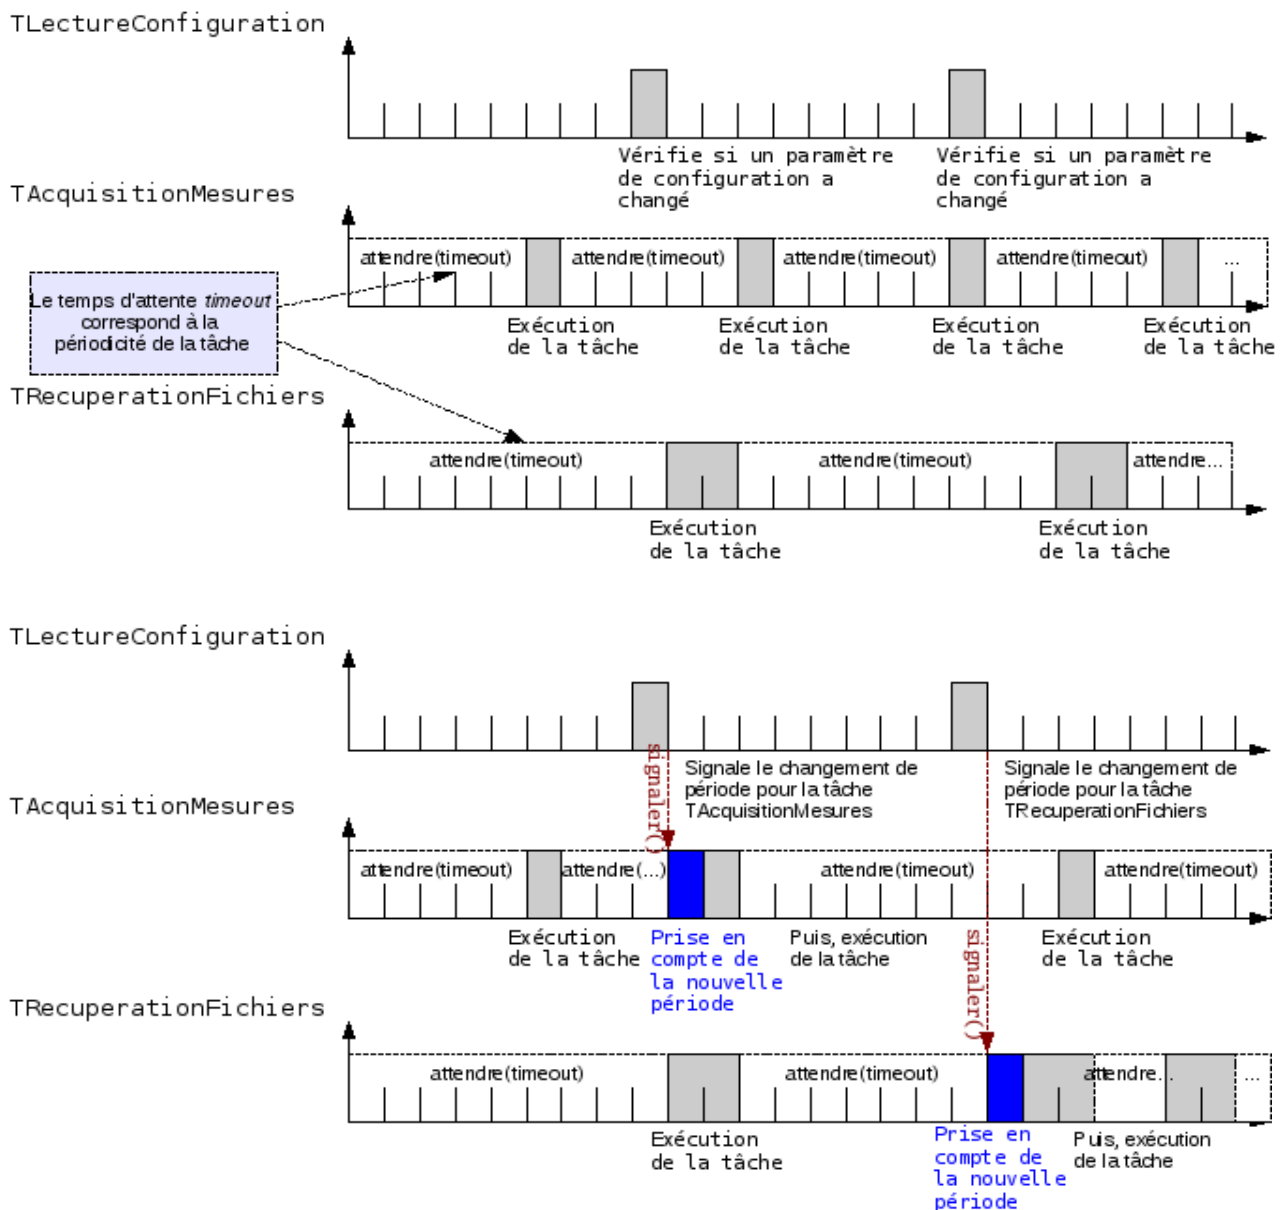 TLectureConfiguration
Vérifie si un paramètre
de configuration a
changé
Vérifie si un paramètre
de configuration a
changé
TAcquisitionMesures
attendre(timeout)
attendre(timeout)
attendre(timeout)
attendre(timeout)
...
Le temps d'attente timeout
correspond à la
périodicité de la tâche
Exécution
de la tâche
Exécution
de la tâche
Exécution
de la tâche
Exécution
de la tâche
TRecuperationFichiers
attendre(timeout)
attendre(timeout)
attendre...
Exécution
de la tâche
Exécution
de la tâche
TLectureConfiguration
signaler()
Signale le changement de
période pour la tâche
TAcquisitionMesures
Signale le changement de
période pour la tâche
TRecuperationFichiers
TAcquisitionMesures
attendre(timeout)
attendre(...)
attendre(timeout)
attendre(timeout)
Exécution
de la tâche
Prise en
compte de
la nouvelle
période
Puis, exécution
de la tâche
signaler()
Exécution
de la tâche
TRecuperationFichiers
attendre(timeout)
attendre(timeout)
attendre...
...
Exécution
de la tâche
Prise en
compte de
la nouvelle
période
Puis, exécution
de la tâche